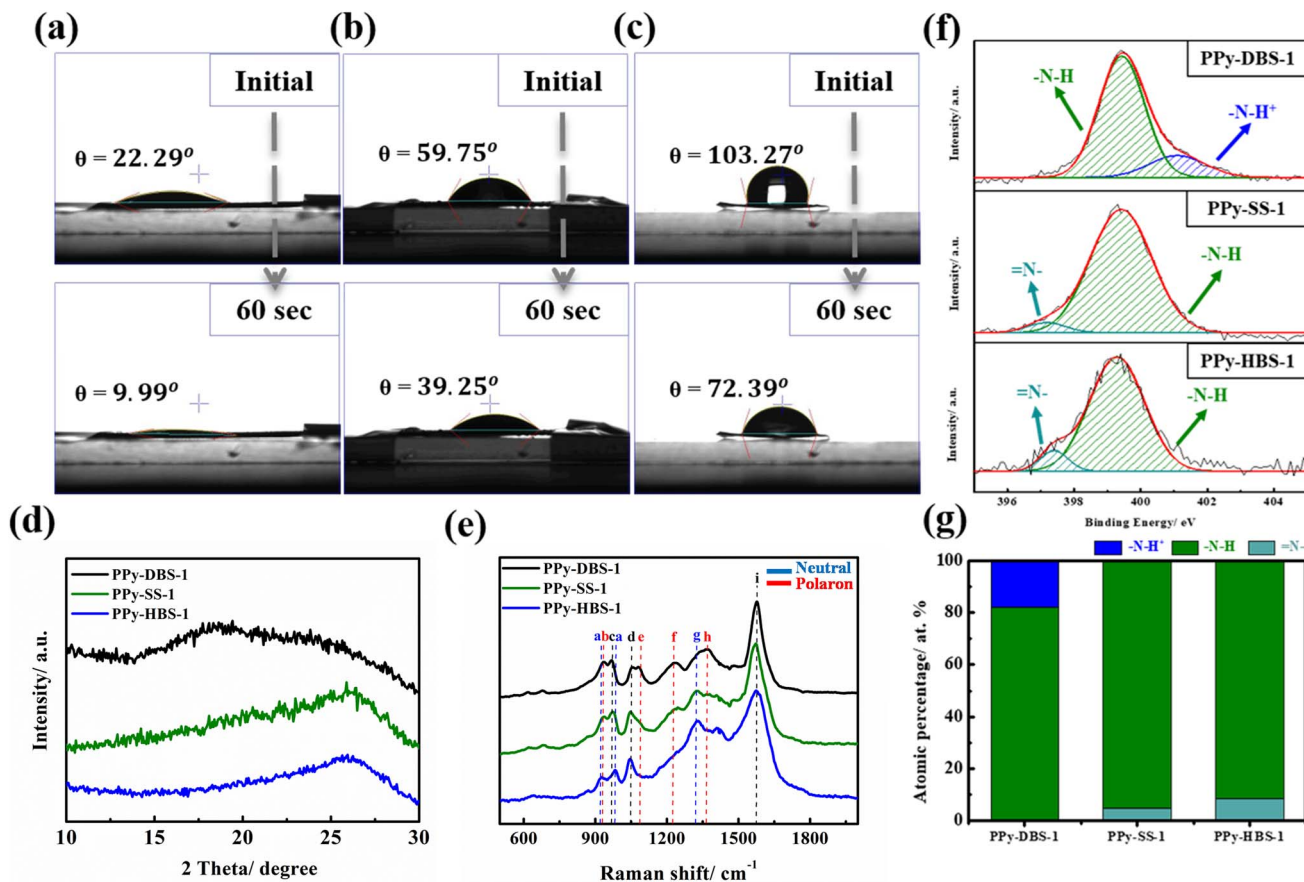 (a)
Initial
θ = 22.29°
60 sec
θ = 9.99°
(b)
Initial
θ = 59.75°
60 sec
θ = 39.25°
(c)
Initial
θ = 103.27°
60 sec
θ = 72.39°
(f)
PPy-DBS-1
-N-H
-N-H⁺
Intensity/ a.u.
PPy-SS-1
=N-
-N-H
Intensity/ a.u.
PPy-HBS-1
=N-
-N-H
Intensity/ a.u.
396 398 400 402 404
Binding Energy/ eV
(d)
PPy-DBS-1
PPy-SS-1
PPy-HBS-1
Intensity/ a.u.
10 15 20 25 30
2 Theta/ degree
(e)
PPy-DBS-1
PPy-SS-1
PPy-HBS-1
Neutral
Polaron
a b c a d e f g h i
600 900 1200 1500 1800
Raman shift/ cm⁻¹
(g)
-N-H⁺ -N-H =N-
Atomic percentage/ at. %
100
80
60
40
20
0
PPy-DBS-1 PPy-SS-1 PPy-HBS-1